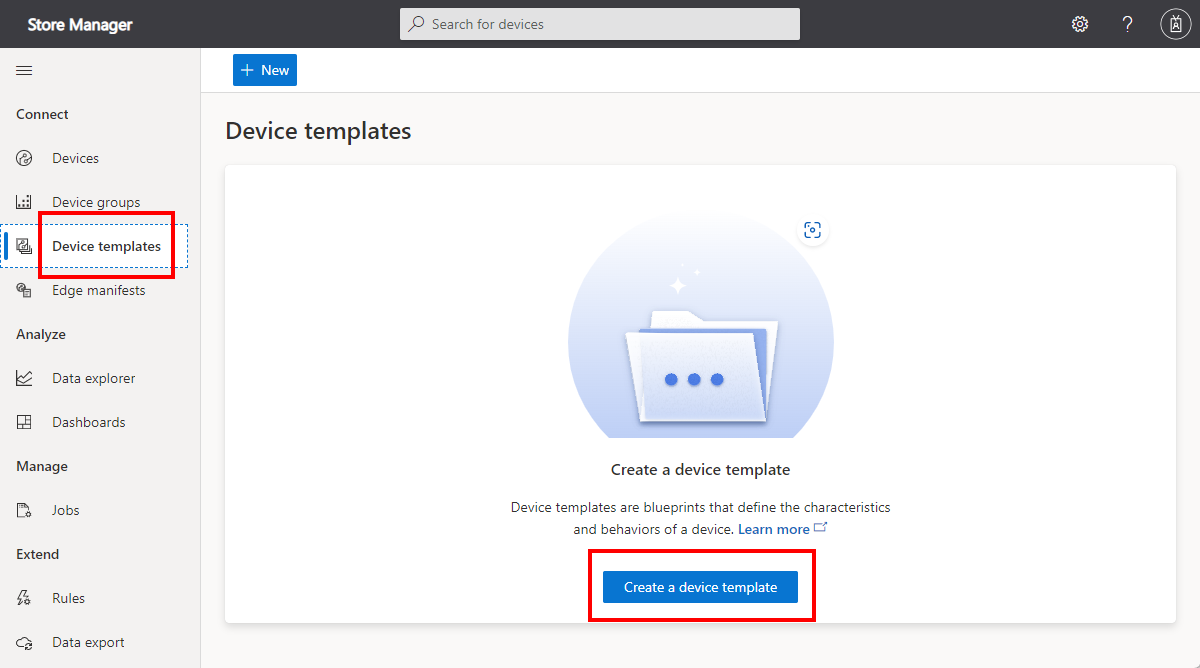 Store Manager
Search for devices
?
+ New
Connect
Devices
Device groups
Device templates
Edge manifests
Analyze
Data explorer
Dashboards
Manage
Jobs
Extend
Rules
Data export
Device templates
Create a device template
Device templates are blueprints that define the characteristics
and behaviors of a device. Learn more
Create a device template